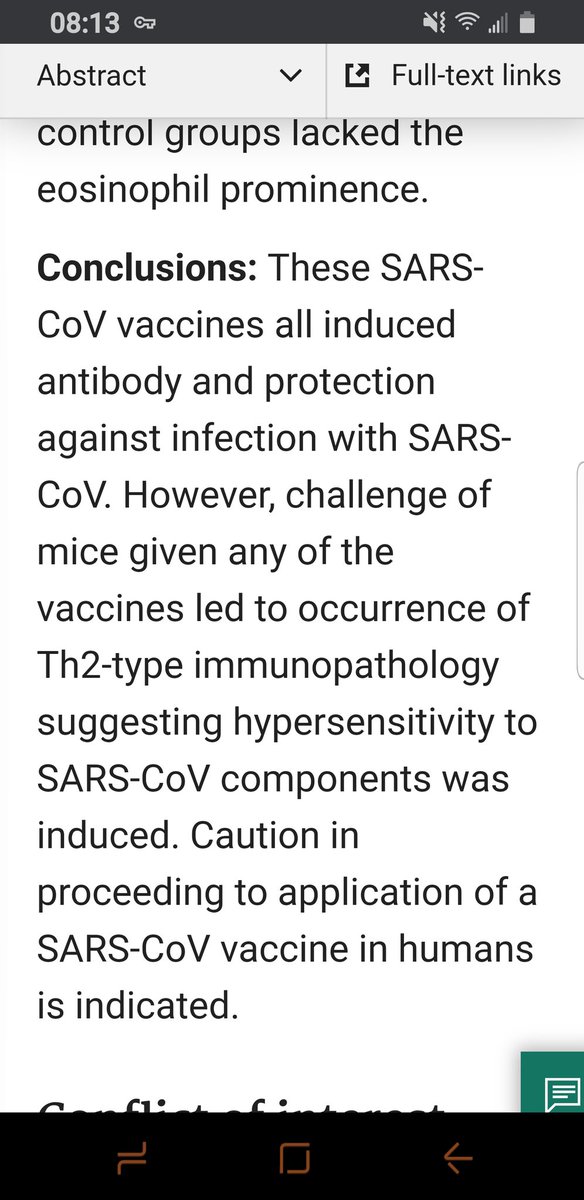 08:13
Abstract
Full-text links
control groups lacked the
eosinophil prominence.
Conclusions: These SARS-
CoV vaccines all induced
antibody and protection
against infection with SARS-
CoV. However, challenge of
mice given any of the
vaccines led to occurrence of
Th2-type immunopathology
suggesting hypersensitivity to
SARS-CoV components was
induced. Caution in
proceeding to application of a
SARS-CoV vaccine in humans
is indicated.
Conflict of interest